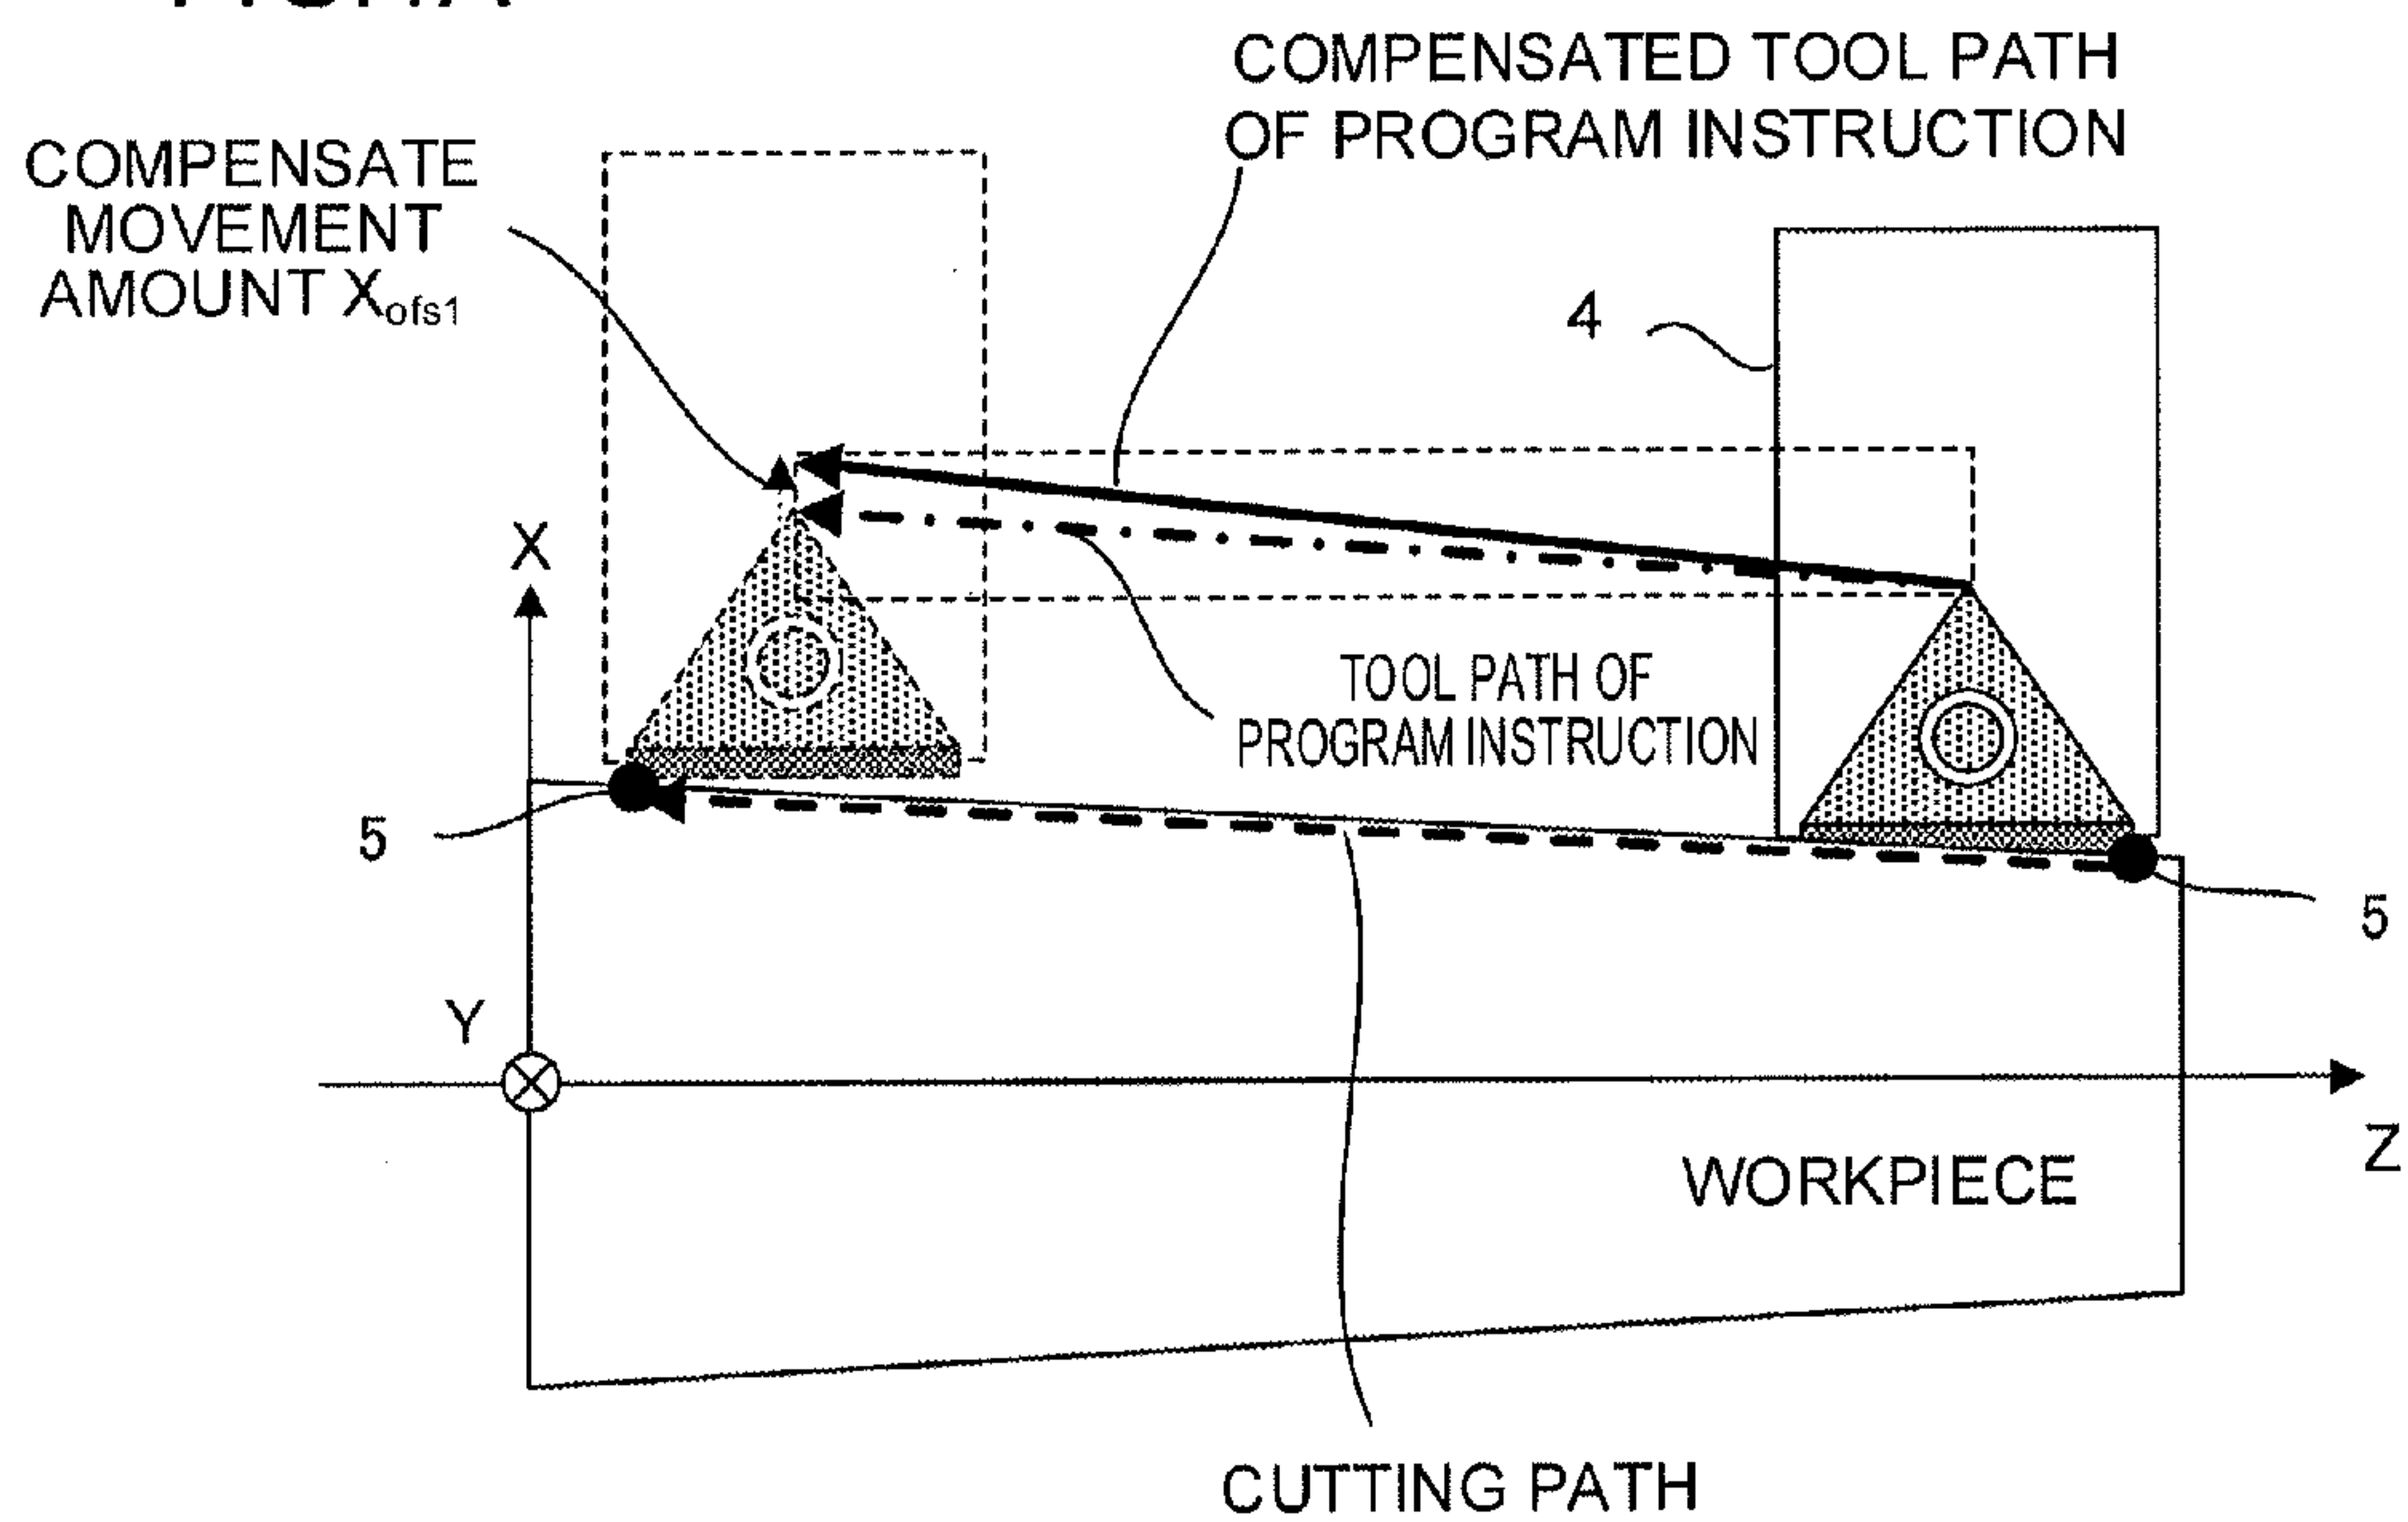 COMPENSATED TOOL PATH
OF PROGRAM INSTRUCTION
COMPENSATE
MOVEMENT
AMOUNT Xofs1
4
X
TOOL PATH OF
PROGRAM INSTRUCTION
5
5
Y
Z
WORKPIECE
CUTTING PATH